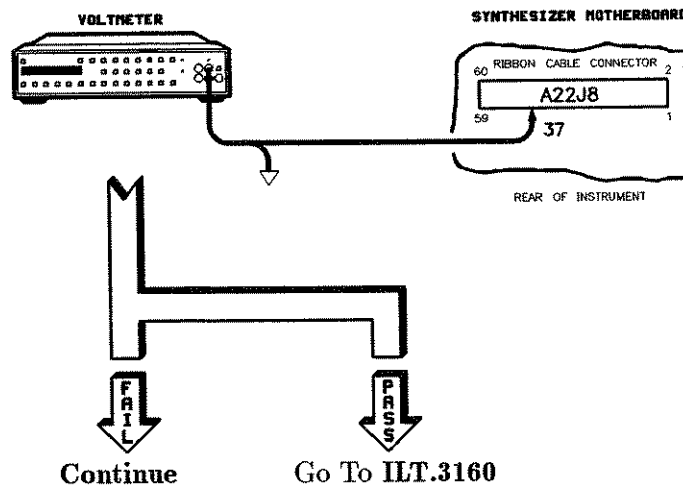 VOLTMETER
SYNTHESIZER MOTHERBOARD
60 RIBBON CABLE CONNECTOR 2
A22J8
59 1
37
REAR OF INSTRUMENT
FAIL
PASS
Continue
Go To ILT.3160